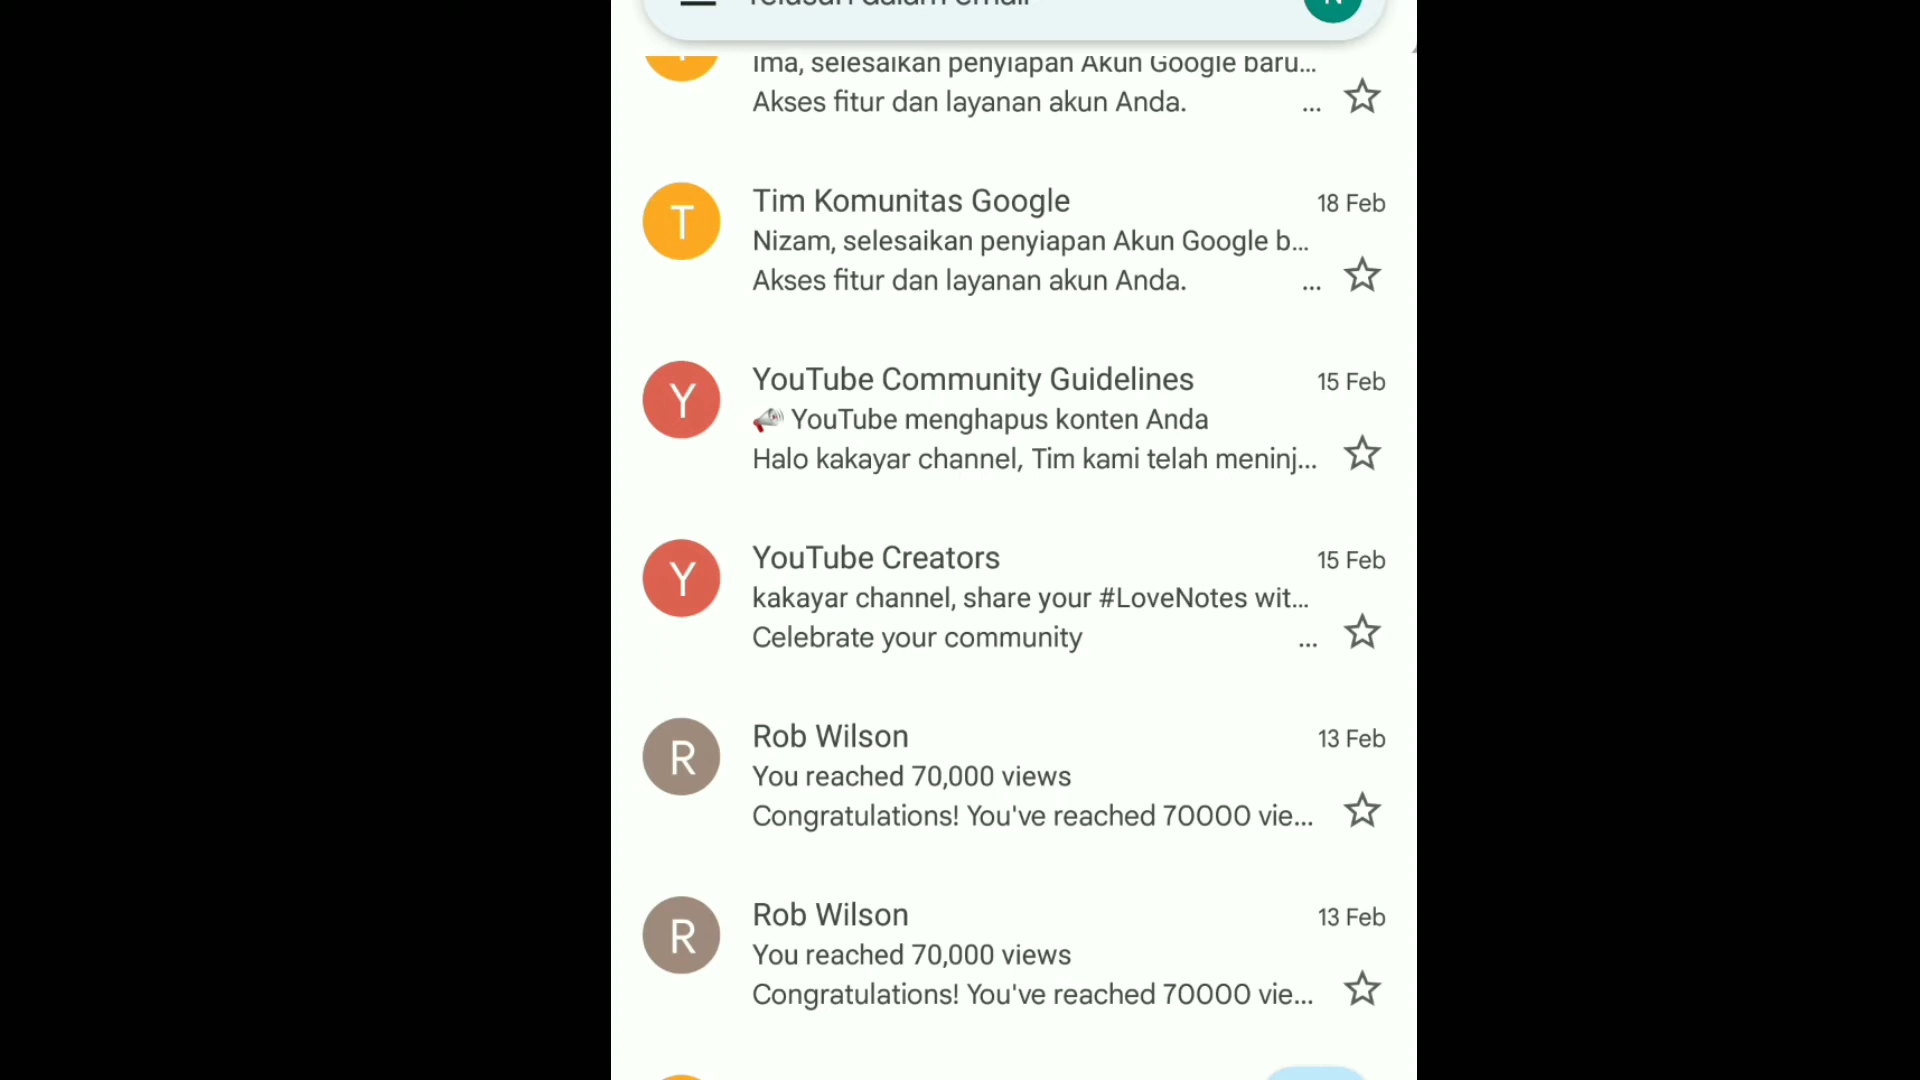 Ima, selesaikan penyiapan Akun Google baru...
Akses fitur dan layanan akun Anda. ...
T
Tim Komunitas Google 18 Feb
Nizam, selesaikan penyiapan Akun Google b...
Akses fitur dan layanan akun Anda. ...
Y
YouTube Community Guidelines 15 Feb
📢 YouTube menghapus konten Anda
Halo kakayar channel, Tim kami telah meninj...
Y
YouTube Creators 15 Feb
kakayar channel, share your #LoveNotes wit...
Celebrate your community ...
R
Rob Wilson 13 Feb
You reached 70,000 views
Congratulations! You've reached 70000 vie...
R
Rob Wilson 13 Feb
You reached 70,000 views
Congratulations! You've reached 70000 vie...